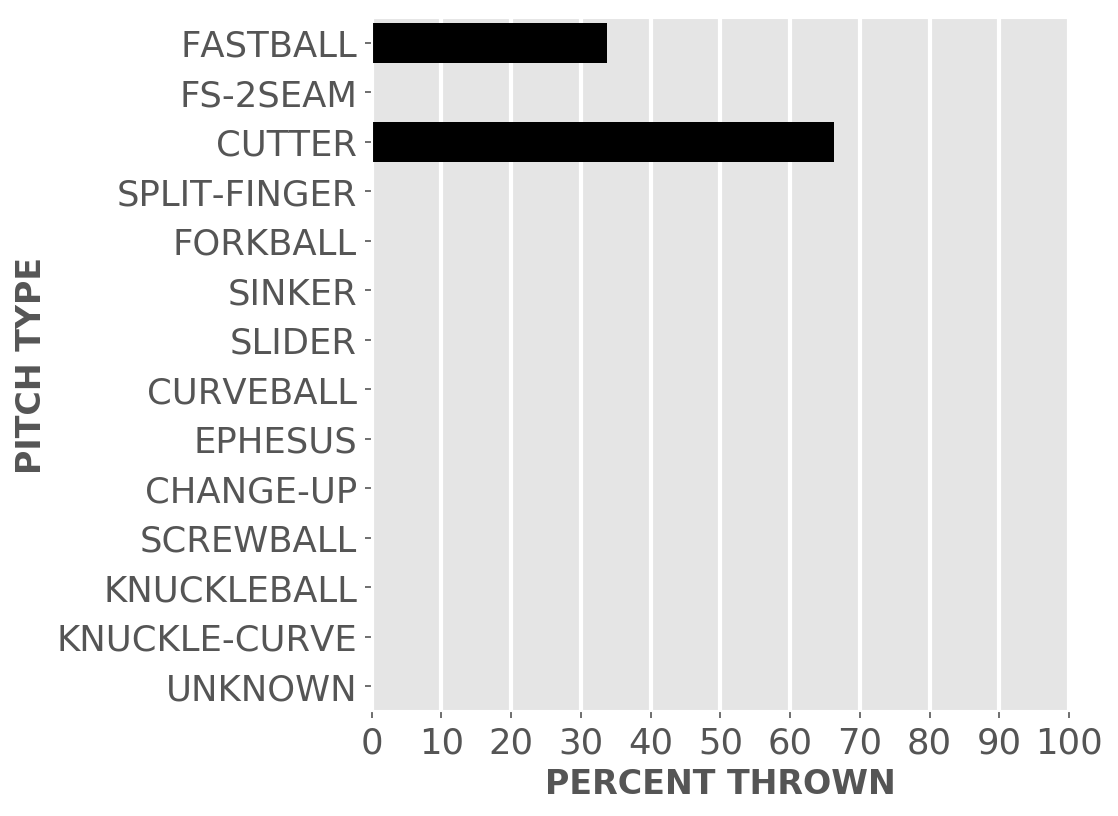 FASTBALL
FS-2SEAM
CUTTER
SPLIT-FINGER
FORKBALL
SINKER
SLIDER
CURVEBALL
EPHESUS
CHANGE-UP
SCREWBALL
KNUCKLEBALL
KNUCKLE-CURVE
UNKNOWN
PITCH TYPE
0 10 20 30 40 50 60 70 80 90 100
PERCENT THROWN